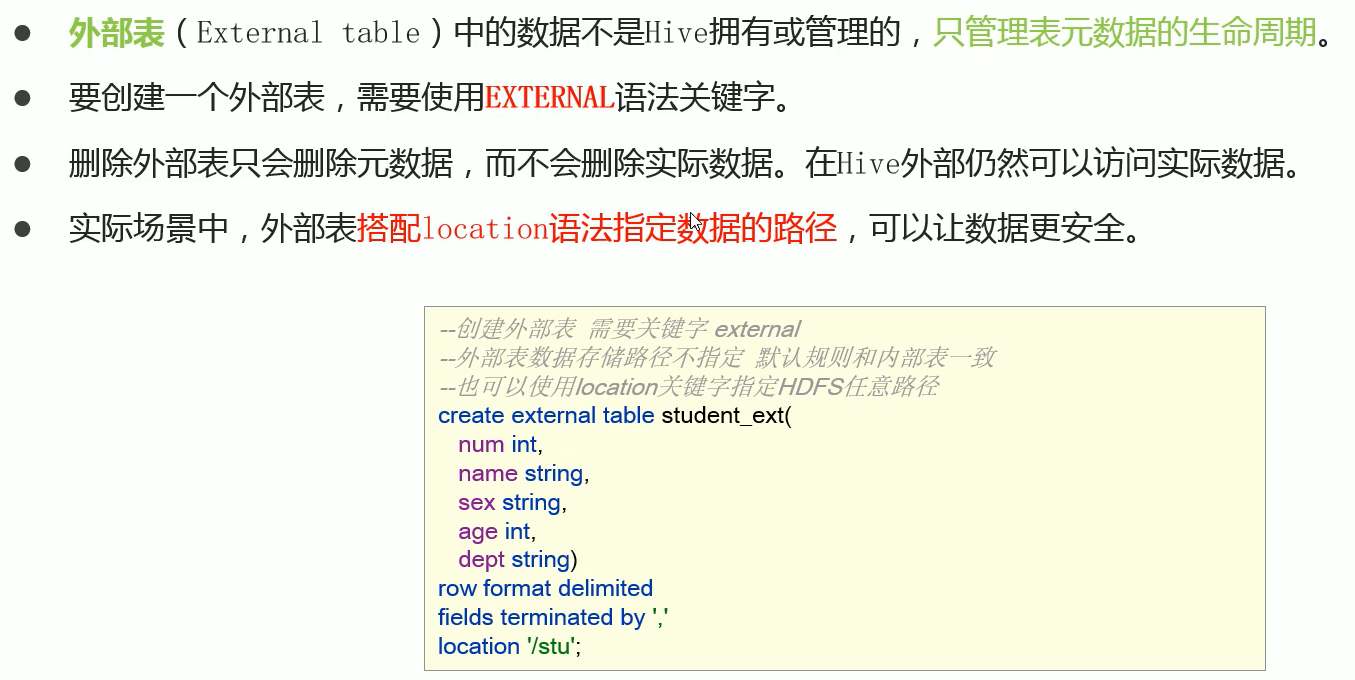 外部表（External table）中的数据不是Hive拥有或管理的，只管理表元数据的生命周期。
要创建一个外部表，需要使用EXTERNAL语法关键字。
删除外部表只会删除元数据，而不会删除实际数据。在Hive外部仍然可以访问实际数据。
实际场景中，外部表搭配location语法指定数据的路径，可以让数据更安全。
--创建外部表 需要关键字 external
--外部表数据存储路径不指定 默认规则和内部表一致
--也可以使用location关键字指定HDFS任意路径
create external table student_ext(
num int,
name string,
sex string,
age int,
dept string)
row format delimited
fields terminated by ','
location '/stu';